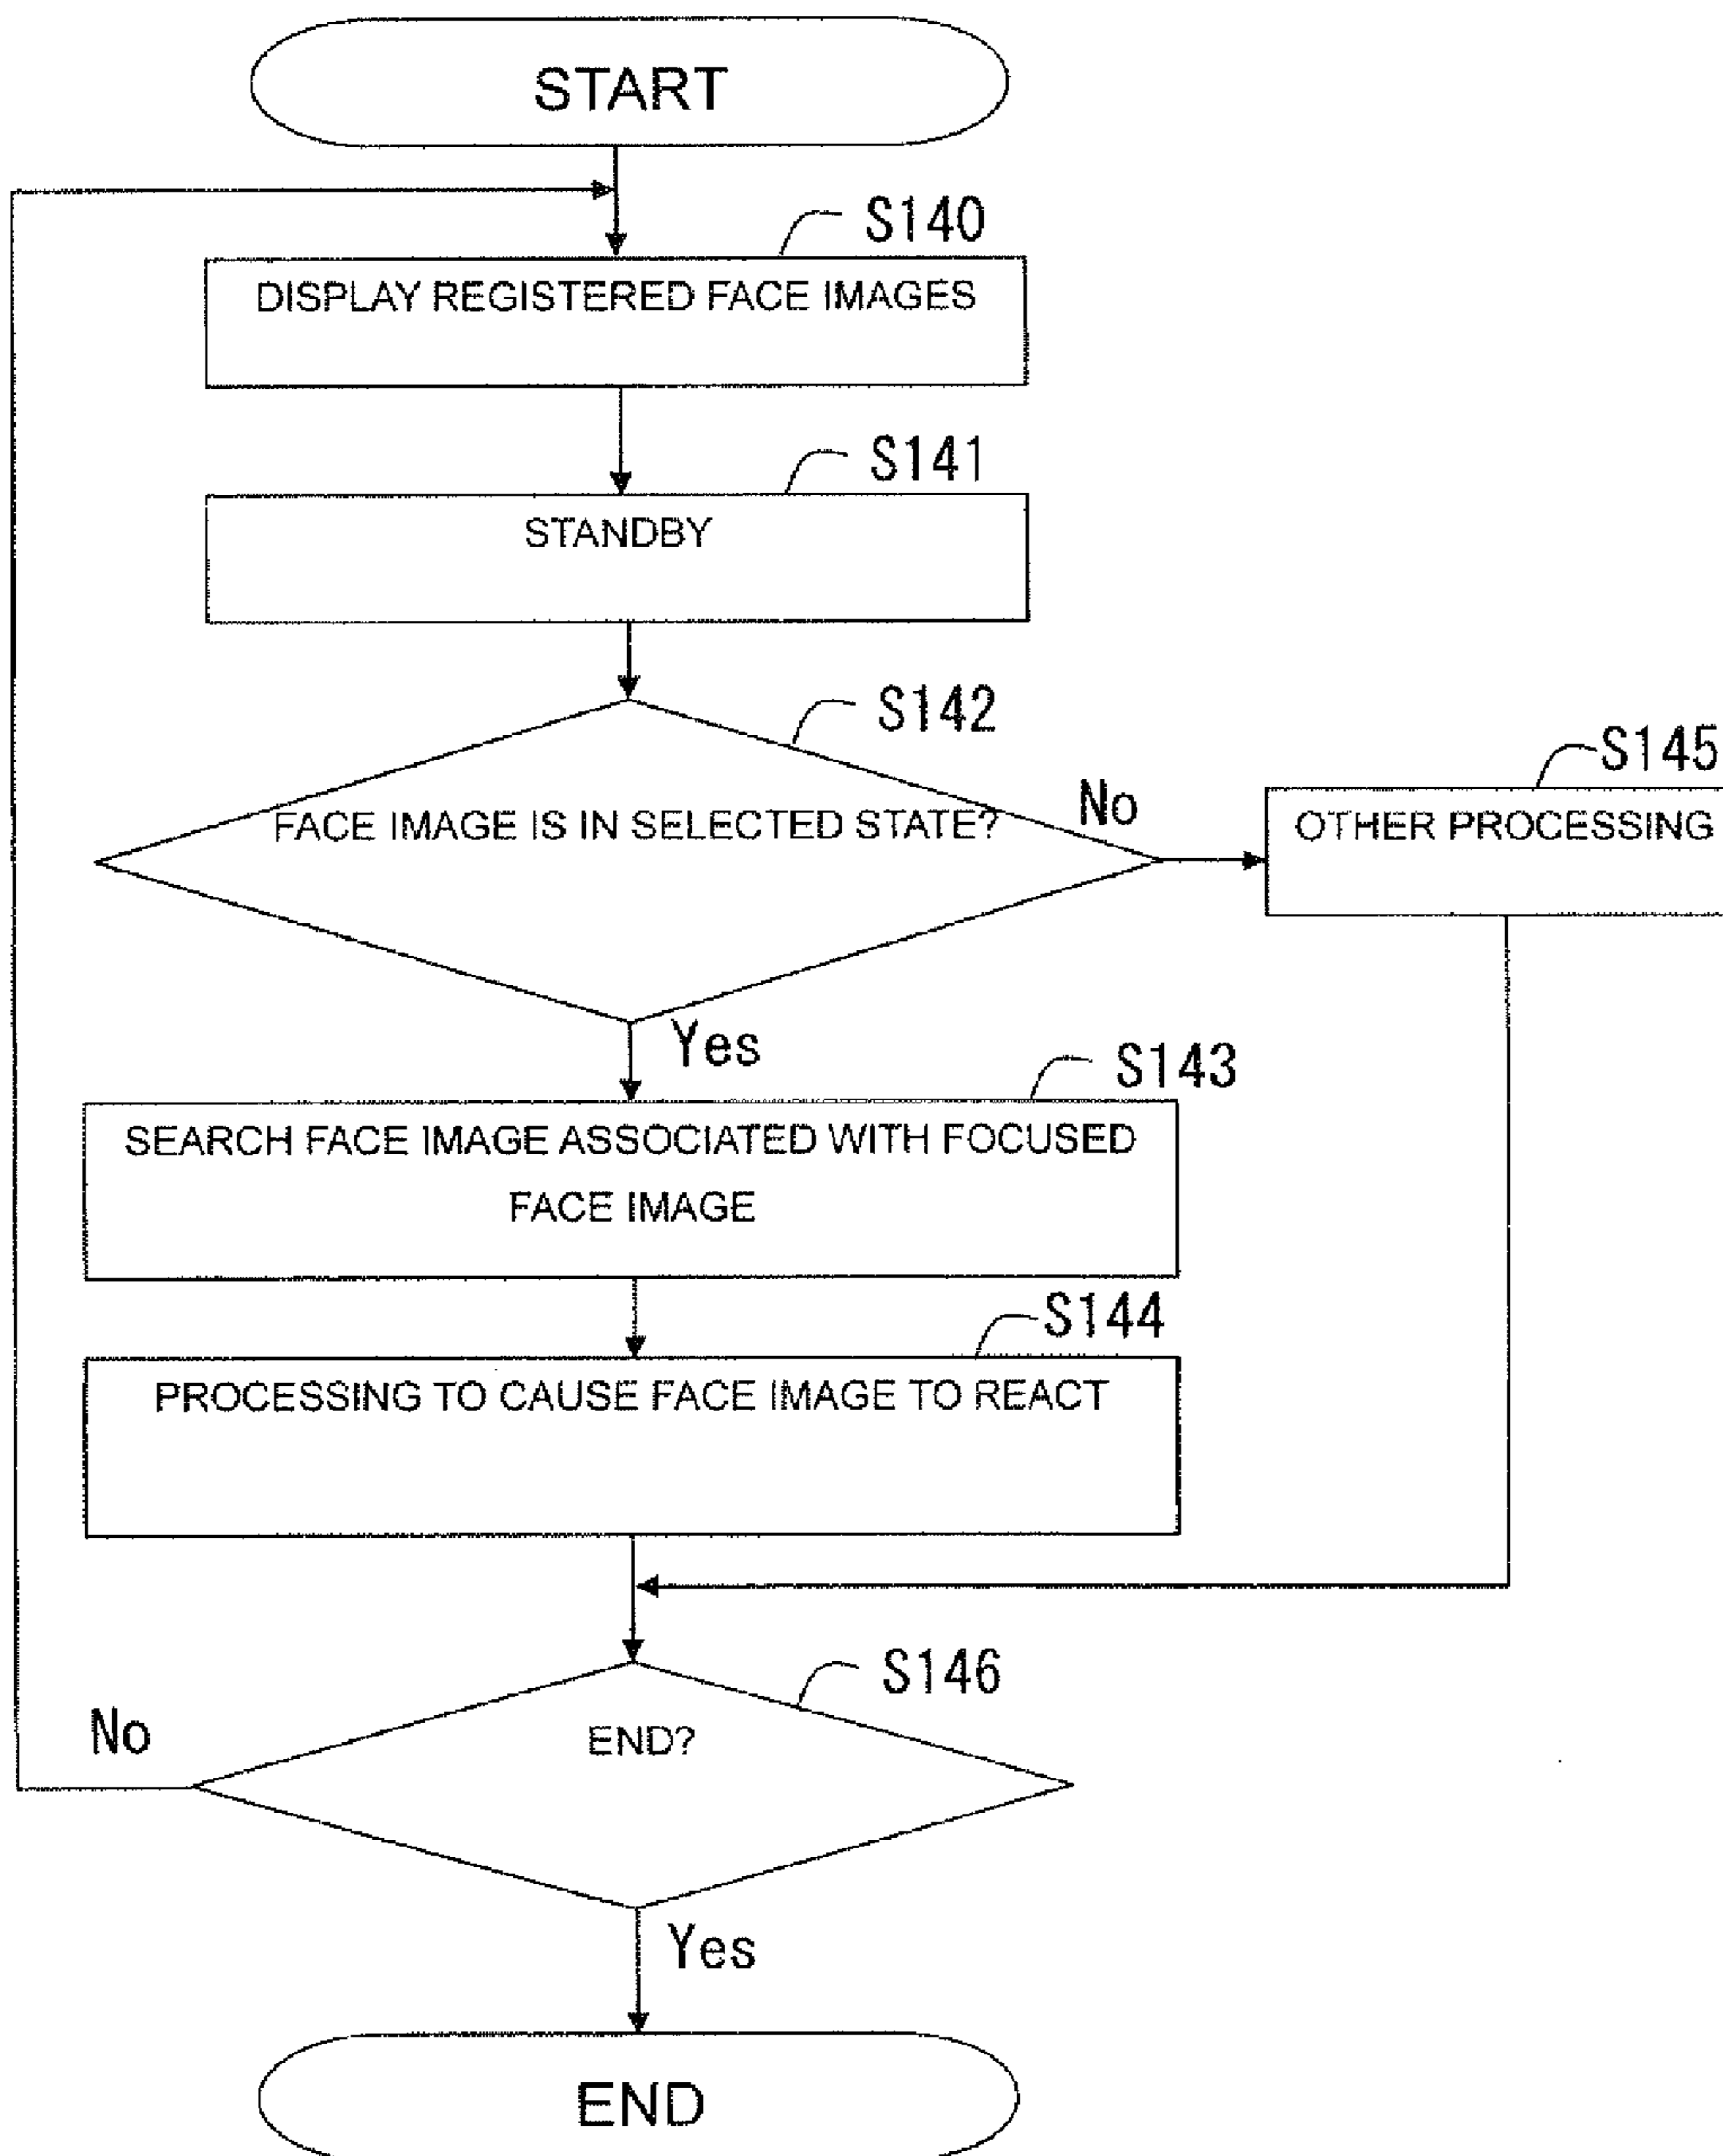 START
S140
DISPLAY REGISTERED FACE IMAGES
S141
STANDBY
S142
FACE IMAGE IS IN SELECTED STATE?
No
S145
OTHER PROCESSING
Yes
S143
SEARCH FACE IMAGE ASSOCIATED WITH FOCUSED
FACE IMAGE
S144
PROCESSING TO CAUSE FACE IMAGE TO REACT
S146
No
END?
Yes
END